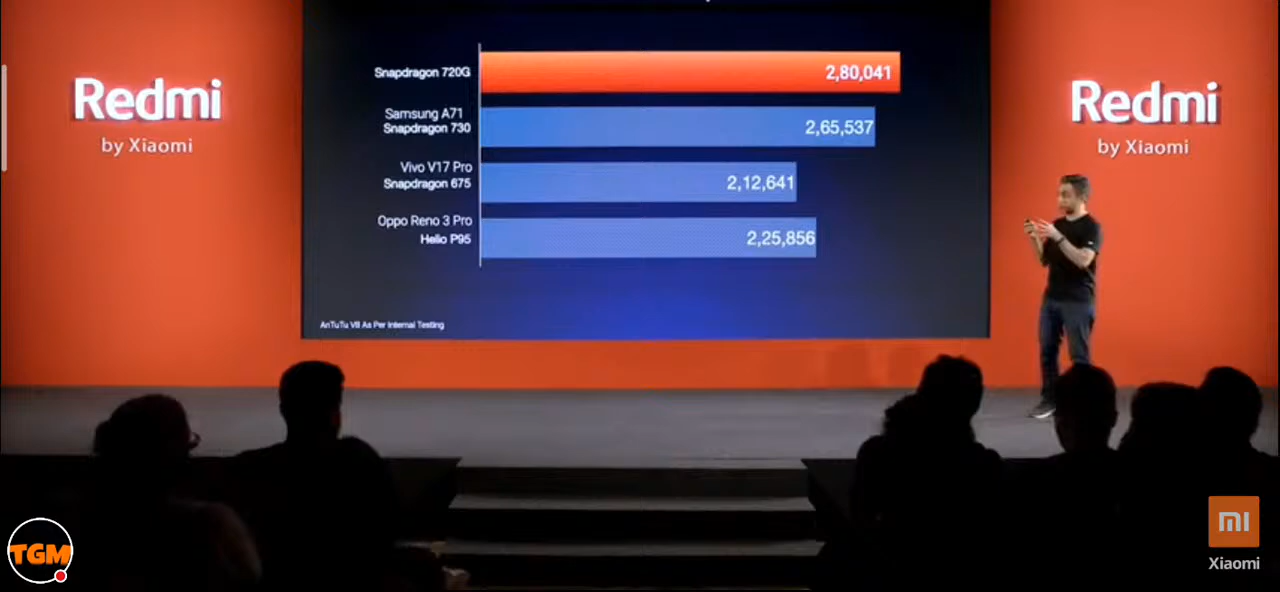 Redmi
by Xiaomi
Snapdragon 720G
2,80,041
Samsung A71
Snapdragon 730
2,65,537
Vivo V17 Pro
Snapdragon 675
2,12,641
Oppo Reno 3 Pro
Helio P95
2,25,856
AnTuTu V8 As Per Internal Testing
Redmi
by Xiaomi
TGM
MI
Xiaomi